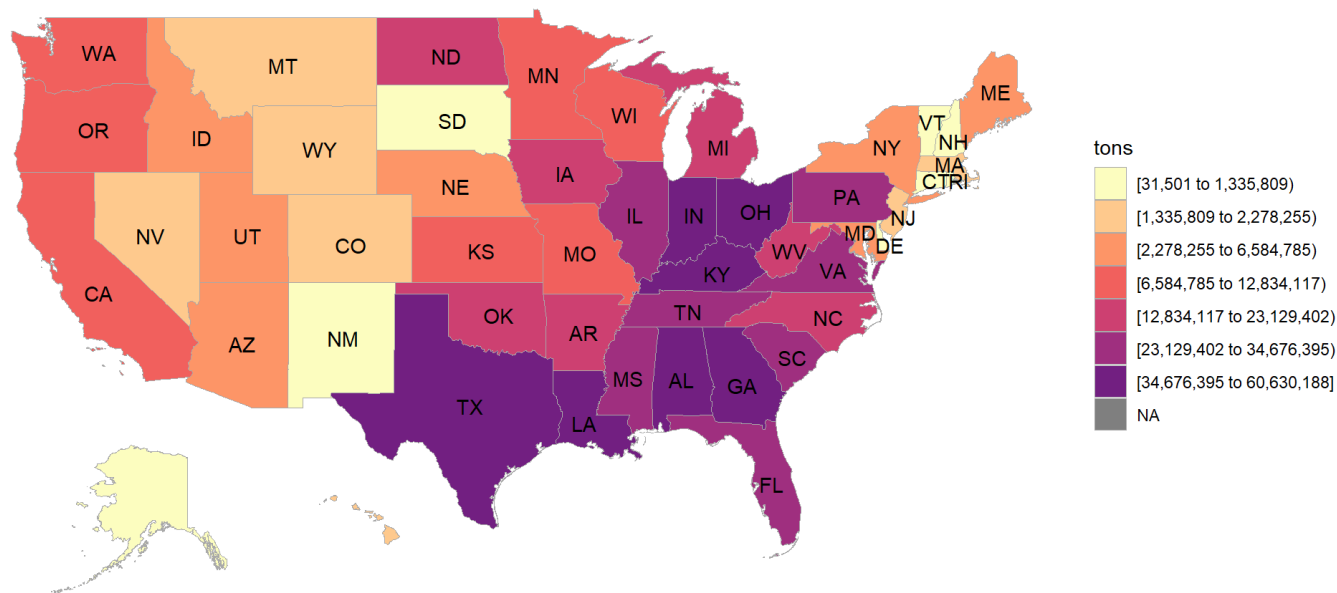 WA
MT
ND
MN
ME
OR
ID
WY
SD
WI
MI
NY
VT
NH
MA
CT
RI
NV
UT
CO
NE
IA
IL
IN
OH
PA
NJ
MD
DE
CA
KS
MO
KY
WV
VA
AZ
NM
OK
AR
TN
NC
SC
TX
LA
MS
AL
GA
FL
tons
[31,501 to 1,335,809)
[1,335,809 to 2,278,255)
[2,278,255 to 6,584,785)
[6,584,785 to 12,834,117)
[12,834,117 to 23,129,402)
[23,129,402 to 34,676,395)
[34,676,395 to 60,630,188]
NA